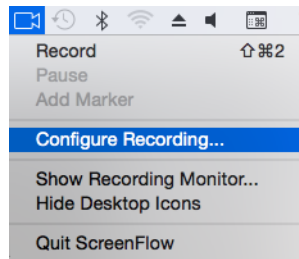 Record ⇧⌘2
Pause
Add Marker
Configure Recording...
Show Recording Monitor...
Hide Desktop Icons
Quit ScreenFlow